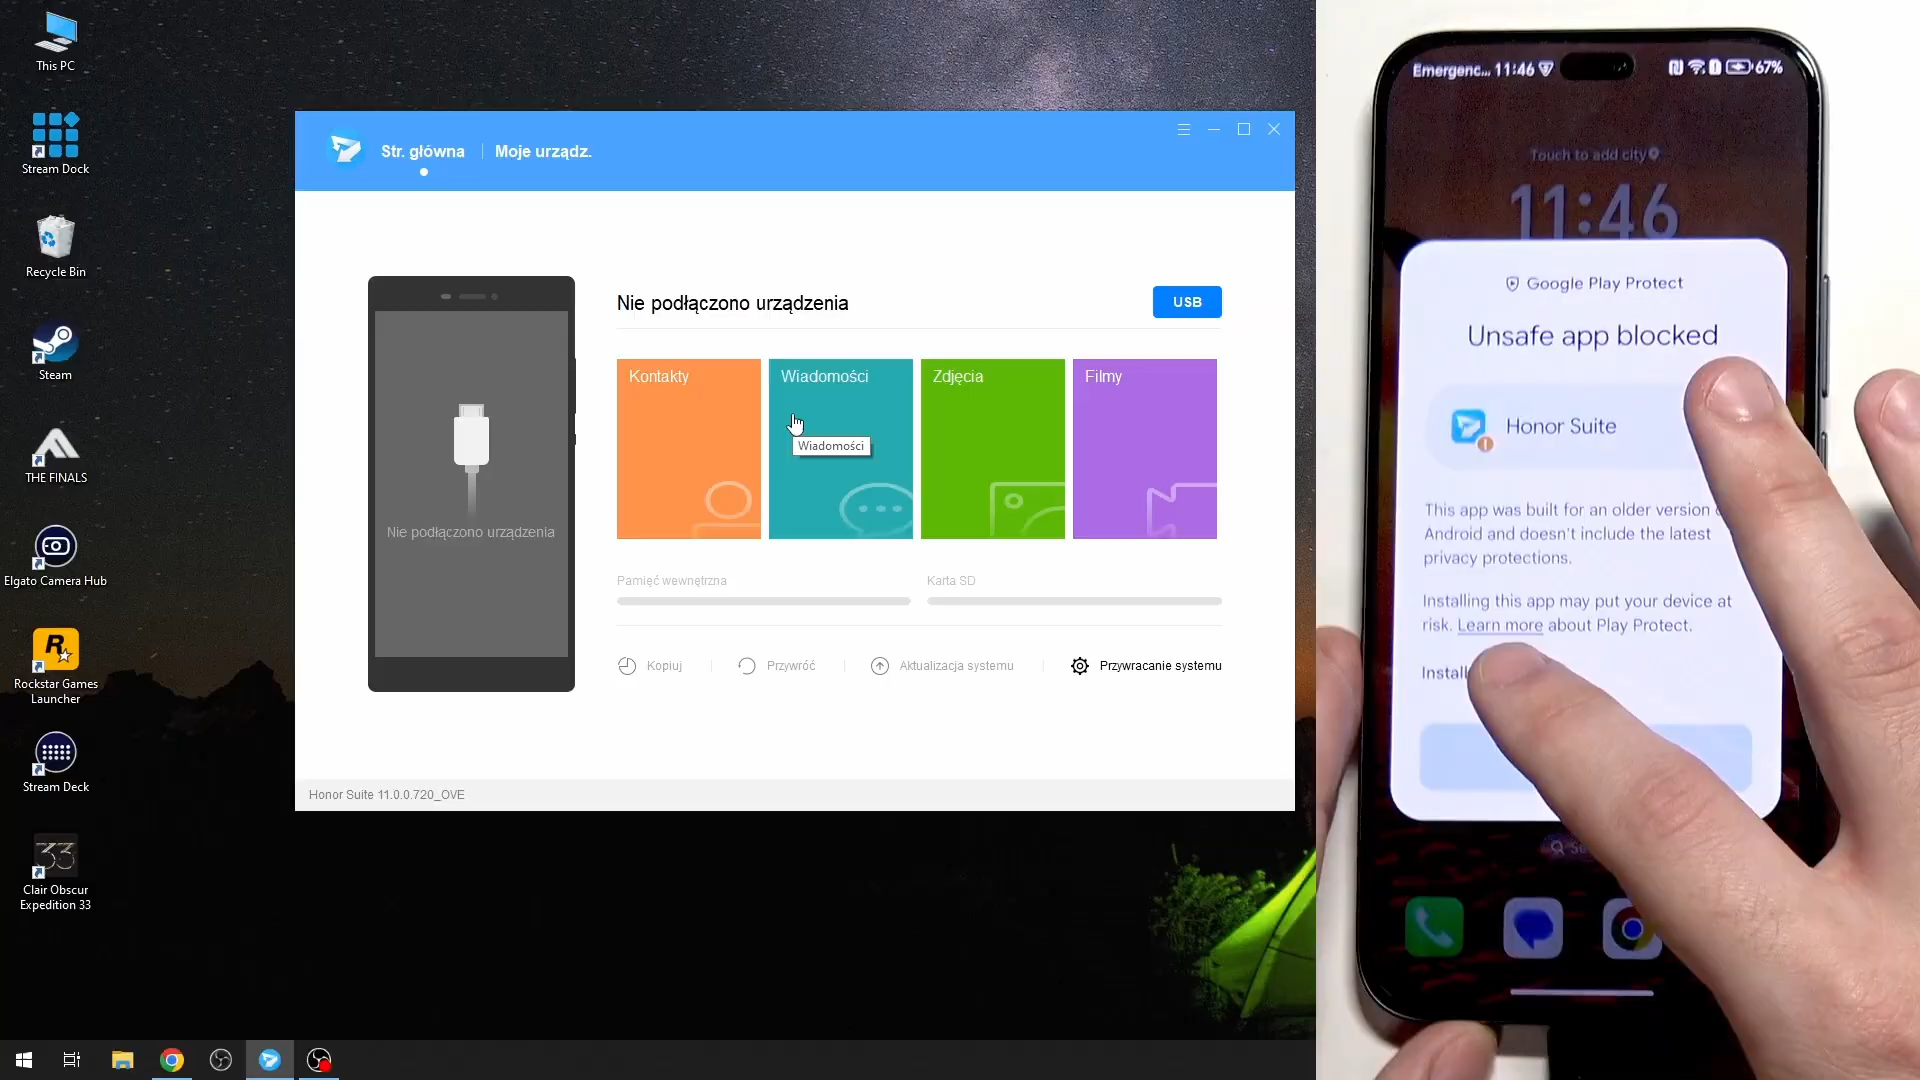 This PC
Stream Dock
Recycle Bin
Steam
THE FINALS
Elgato Camera Hub
Rockstar Games
Launcher
Stream Deck
33
Clair Obscur
Expedition 33
Str. główna
Moje urządz.
Nie podłączono urządzenia
USB
Kontakty
Wiadomości
Zdjęcia
Filmy
Wiadomości
Nie podłączono urządzenia
Pamięć wewnętrzna
Karta SD
Kopiuj
Przywróć
Aktualizacja systemu
Przywracanie systemu
Honor Suite 11.0.0.720_OVE
Emergenc... 11:46
67%
Touch to add city
11:46
Google Play Protect
Unsafe app blocked
Honor Suite
This app was built for an older version
Android and doesn't include the latest
privacy protections.
Installing this app may put your device at
risk. Learn more about Play Protect.
Install